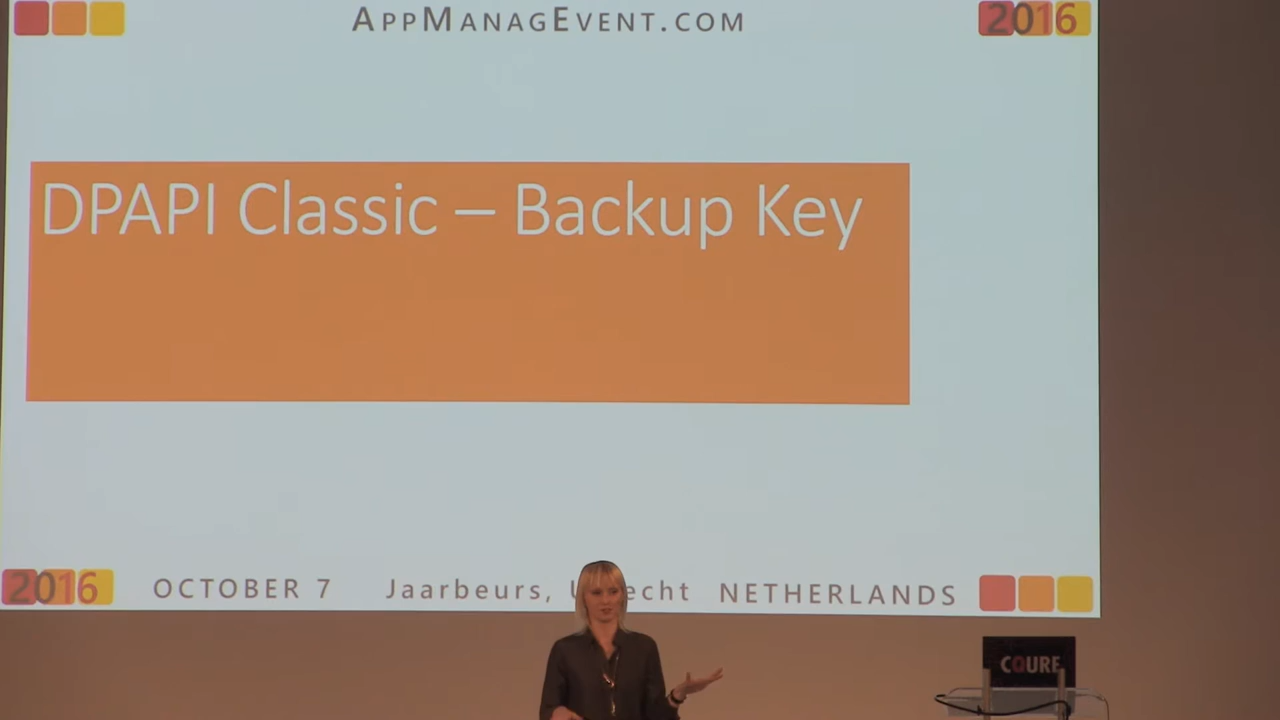 APPMANAGEVENT.COM
2016
DPAPI Classic – Backup Key
2016 OCTOBER 7 Jaarbeurs, U echt NETHERLANDS
CQURE